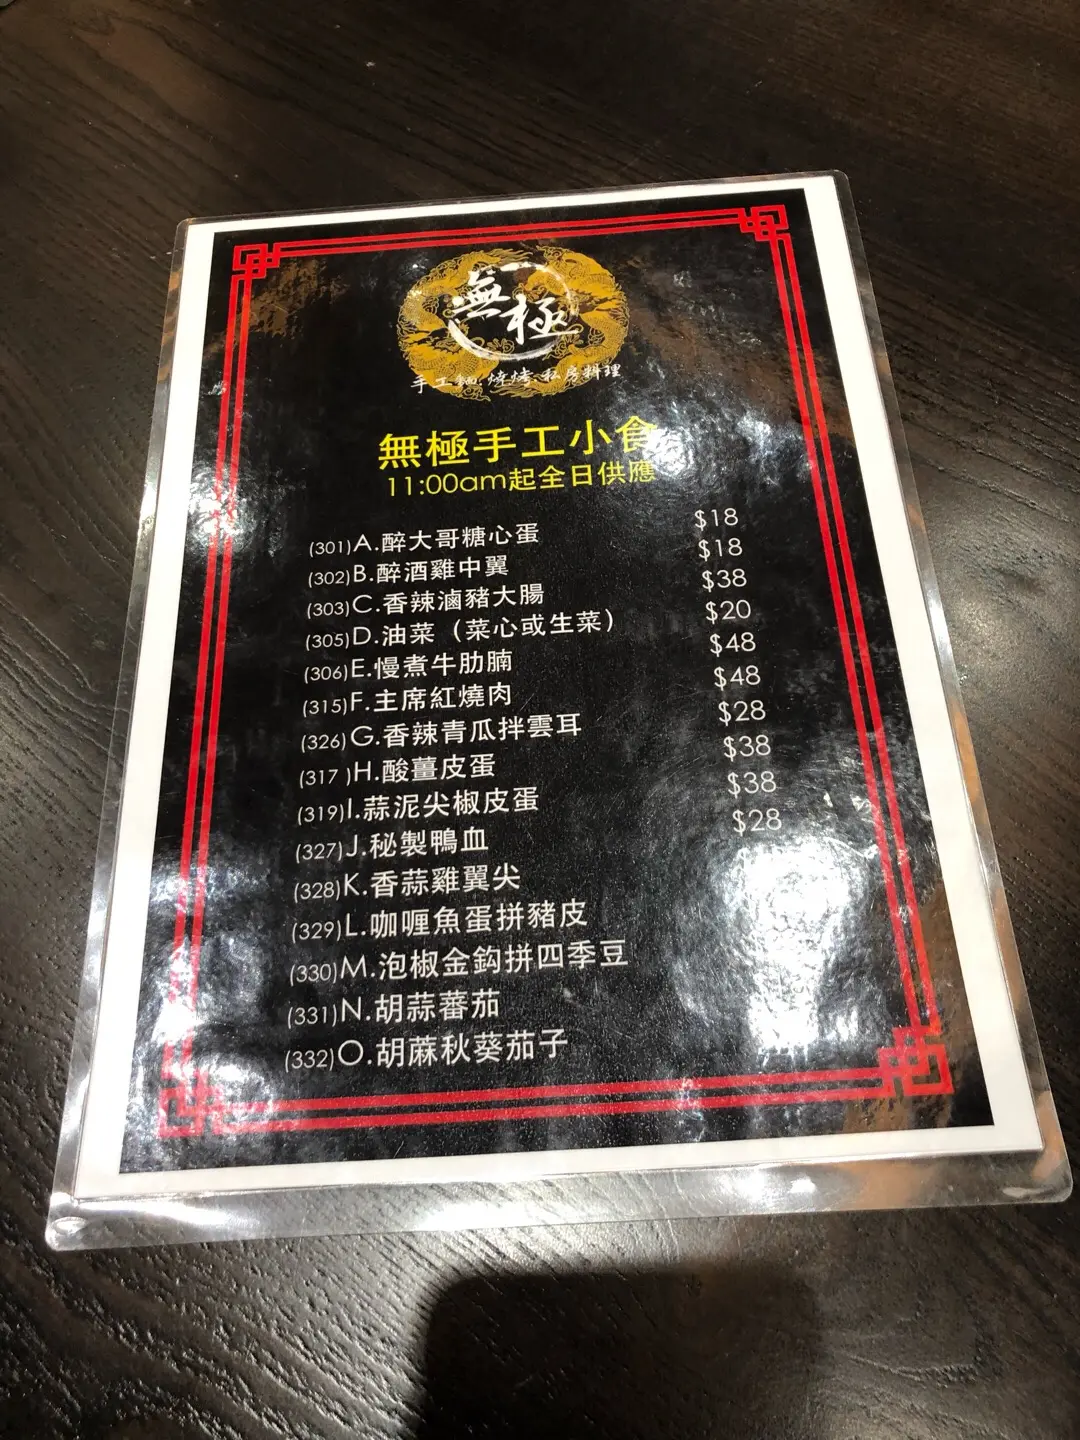 無極
手工麵·燒烤·私房料理
無極手工小食
11:00am起全日供應
(301)A.醉大哥糖心蛋 $18
(302)B.醉酒雞中翼 $18
(303)C.香辣滷豬大腸 $38
(305)D.油菜（菜心或生菜） $20
(306)E.慢煮牛肋腩 $48
(315)F.主席紅燒肉 $48
(326)G.香辣青瓜拌雲耳 $28
(317 )H.酸薑皮蛋 $38
(319)I.蒜泥尖椒皮蛋 $38
(327)J.秘製鴨血 $28
(328)K.香蒜雞翼尖
(329)L.咖喱魚蛋拼豬皮
(330)M.泡椒金鈎拼四季豆
(331)N.胡蒜蕃茄
(332)O.胡蔴秋葵茄子